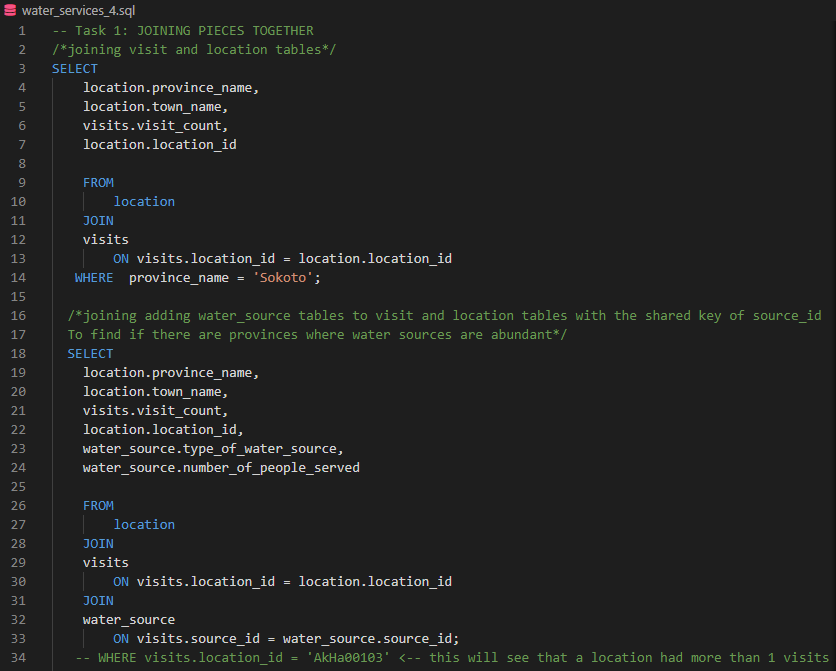 water_services_4.sql
1 -- Task 1: JOINING PIECES TOGETHER
2 /*joining visit and location tables*/
3 SELECT
4 location.province_name,
5 location.town_name,
6 visits.visit_count,
7 location.location_id
8
9 FROM
10 location
11 JOIN
12 visits
13 ON visits.location_id = location.location_id
14 WHERE  province_name = 'Sokoto';
15
16 /*joining adding water_source tables to visit and location tables with the shared key of source_id
17 To find if there are provinces where water sources are abundant*/
18 SELECT
19 location.province_name,
20 location.town_name,
21 visits.visit_count,
22 location.location_id,
23 water_source.type_of_water_source,
24 water_source.number_of_people_served
25
26 FROM
27 location
28 JOIN
29 visits
30 ON visits.location_id = location.location_id
31 JOIN
32 water_source
33 ON visits.source_id = water_source.source_id;
34 -- WHERE visits.location_id = 'AkHa00103' <-- this will see that a location had more than 1 visits